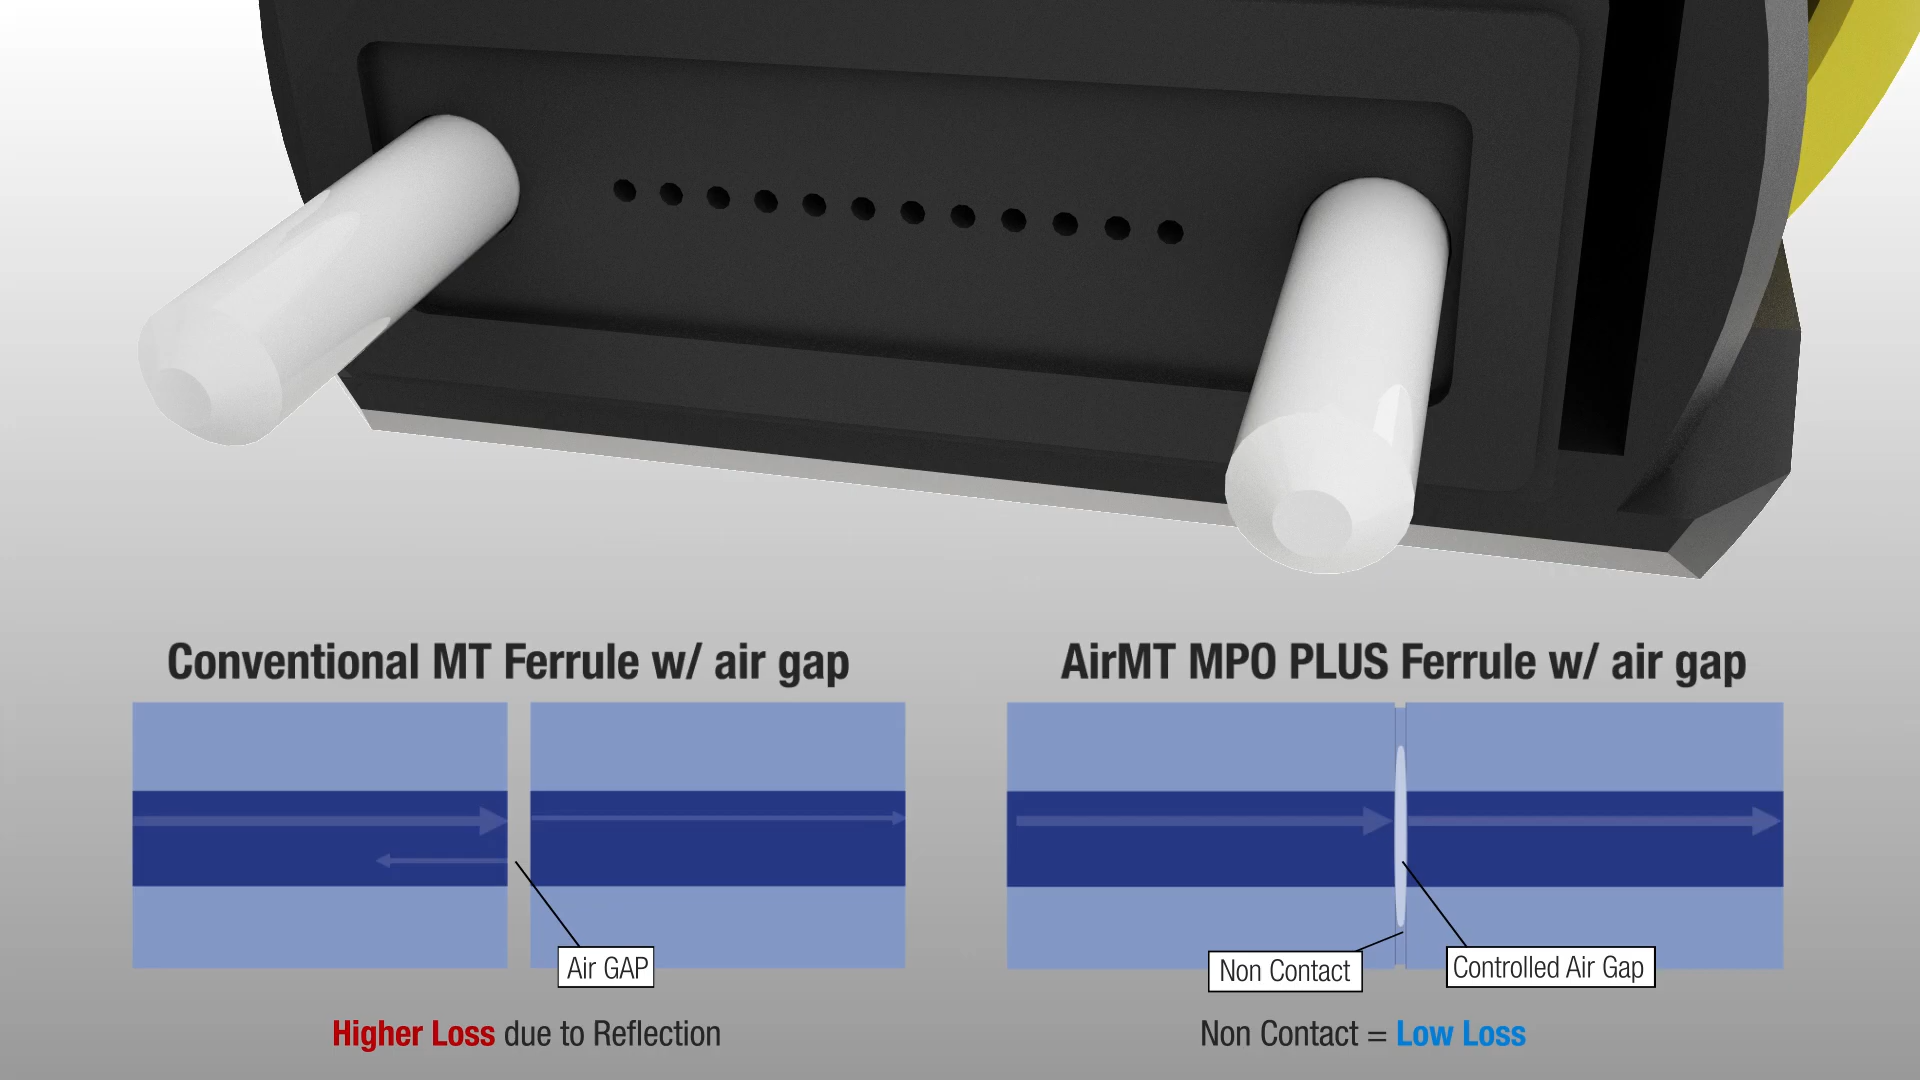 Conventional MT Ferrule w/ air gap
AirMT MPO PLUS Ferrule w/ air gap
Air GAP
Non Contact
Controlled Air Gap
Higher Loss due to Reflection
Non Contact = Low Loss